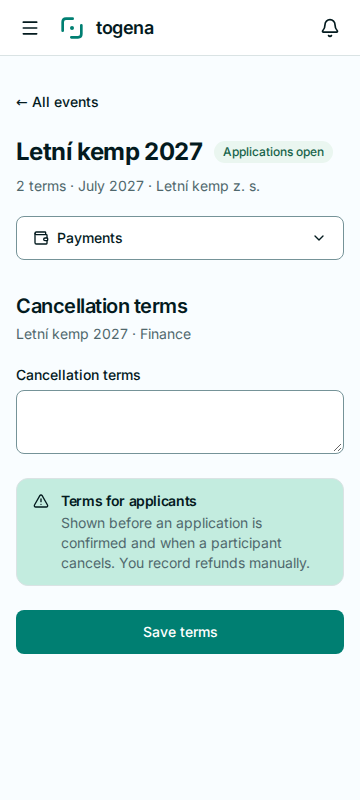 togena
← All events
Letní kemp 2027
Applications open
2 terms · July 2027 · Letní kemp z. s.
Payments
Cancellation terms
Letní kemp 2027 · Finance
Cancellation terms
Terms for applicants
Shown before an application is
confirmed and when a participant
cancels. You record refunds manually.
Save terms